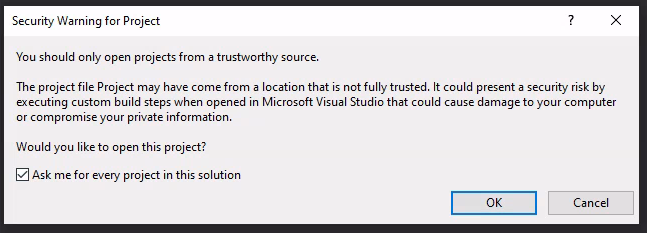 Security Warning for Project
?
You should only open projects from a trustworthy source.
The project file Project may have come from a location that is not fully trusted. It could present a security risk by
executing custom build steps when opened in Microsoft Visual Studio that could cause damage to your computer
or compromise your private information.
Would you like to open this project?
Ask me for every project in this solution
OK
Cancel